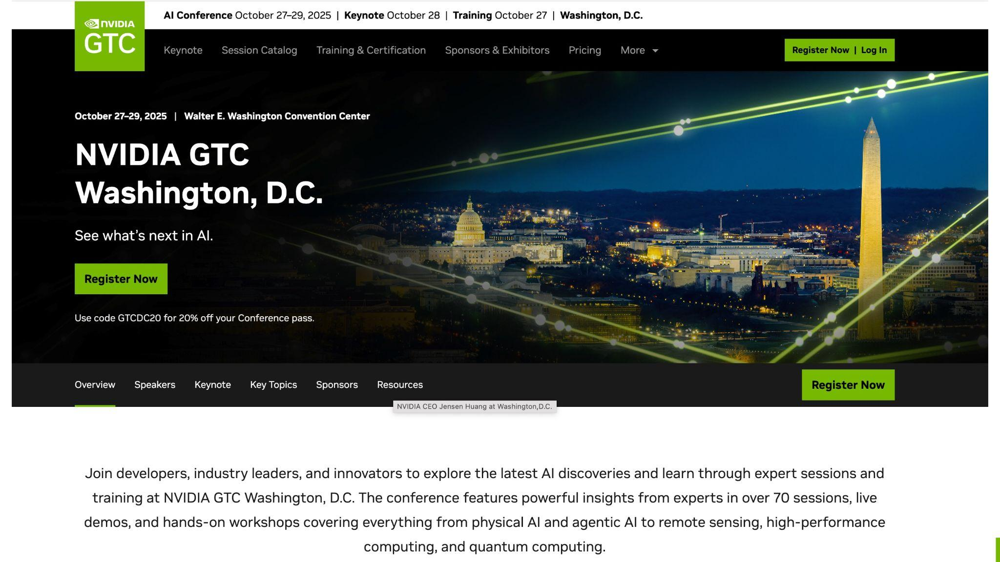 AI Conference October 27–29, 2025 | Keynote October 28 | Training October 27 | Washington, D.C.
NVIDIA
GTC
Keynote Session Catalog Training & Certification Sponsors & Exhibitors Pricing More Register Now | Log In
October 27–29, 2025 | Walter E. Washington Convention Center
NVIDIA GTC
Washington, D.C.
See what’s next in AI.
Register Now
Use code GTCDC20 for 20% off your Conference pass.
Overview Speakers Keynote Key Topics Sponsors Resources Register Now
NVIDIA CEO Jensen Huang at Washington,D.C.
Join developers, industry leaders, and innovators to explore the latest AI discoveries and learn through expert sessions and
training at NVIDIA GTC Washington, D.C. The conference features powerful insights from experts in over 70 sessions, live
demos, and hands-on workshops covering everything from physical AI and agentic AI to remote sensing, high-performance
computing, and quantum computing.